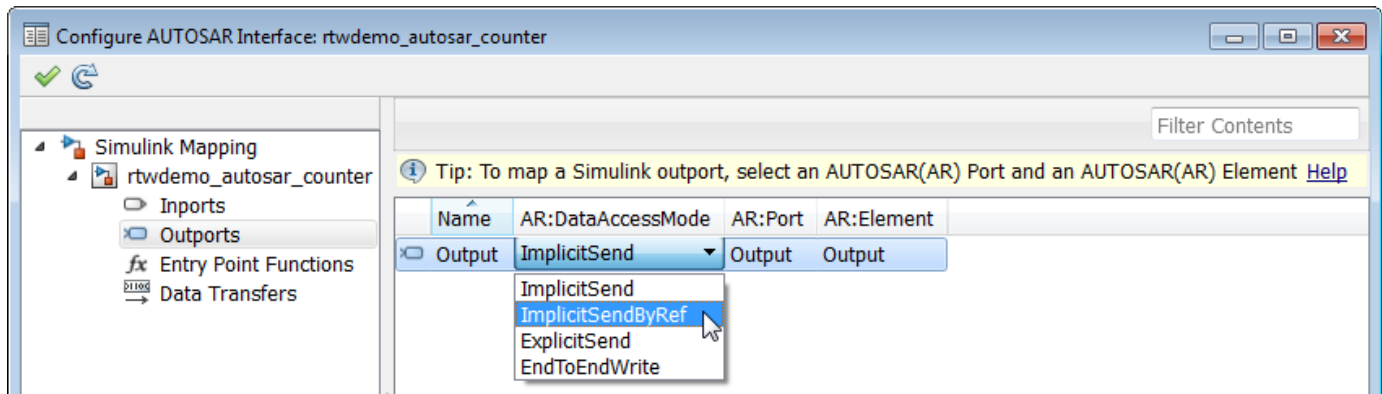 Configure AUTOSAR Interface: rtwdemo_autosar_counter
Filter Contents
Simulink Mapping
rtwdemo_autosar_counter
Inports
Outports
fx Entry Point Functions
Data Transfers
Tip: To map a Simulink outport, select an AUTOSAR(AR) Port and an AUTOSAR(AR) Element Help
Name AR:DataAccessMode AR:Port AR:Element
Output ImplicitSend Output Output
ImplicitSend
ImplicitSendByRef
ExplicitSend
EndToEndWrite